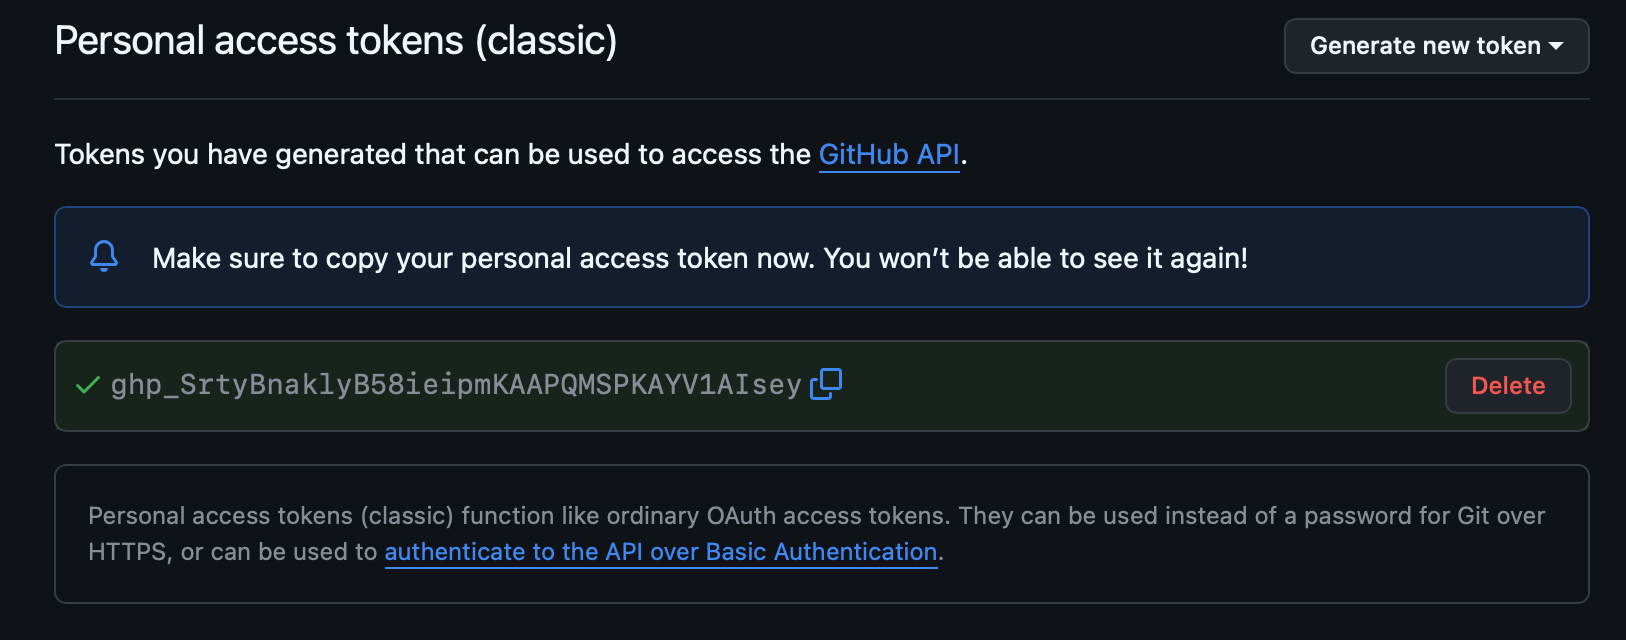 Personal access tokens (classic)
Generate new token
Tokens you have generated that can be used to access the GitHub API.
Make sure to copy your personal access token now. You won’t be able to see it again!
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
Delete
Personal access tokens (classic) function like ordinary OAuth access tokens. They can be used instead of a password for Git over
HTTPS, or can be used to authenticate to the API over Basic Authentication.